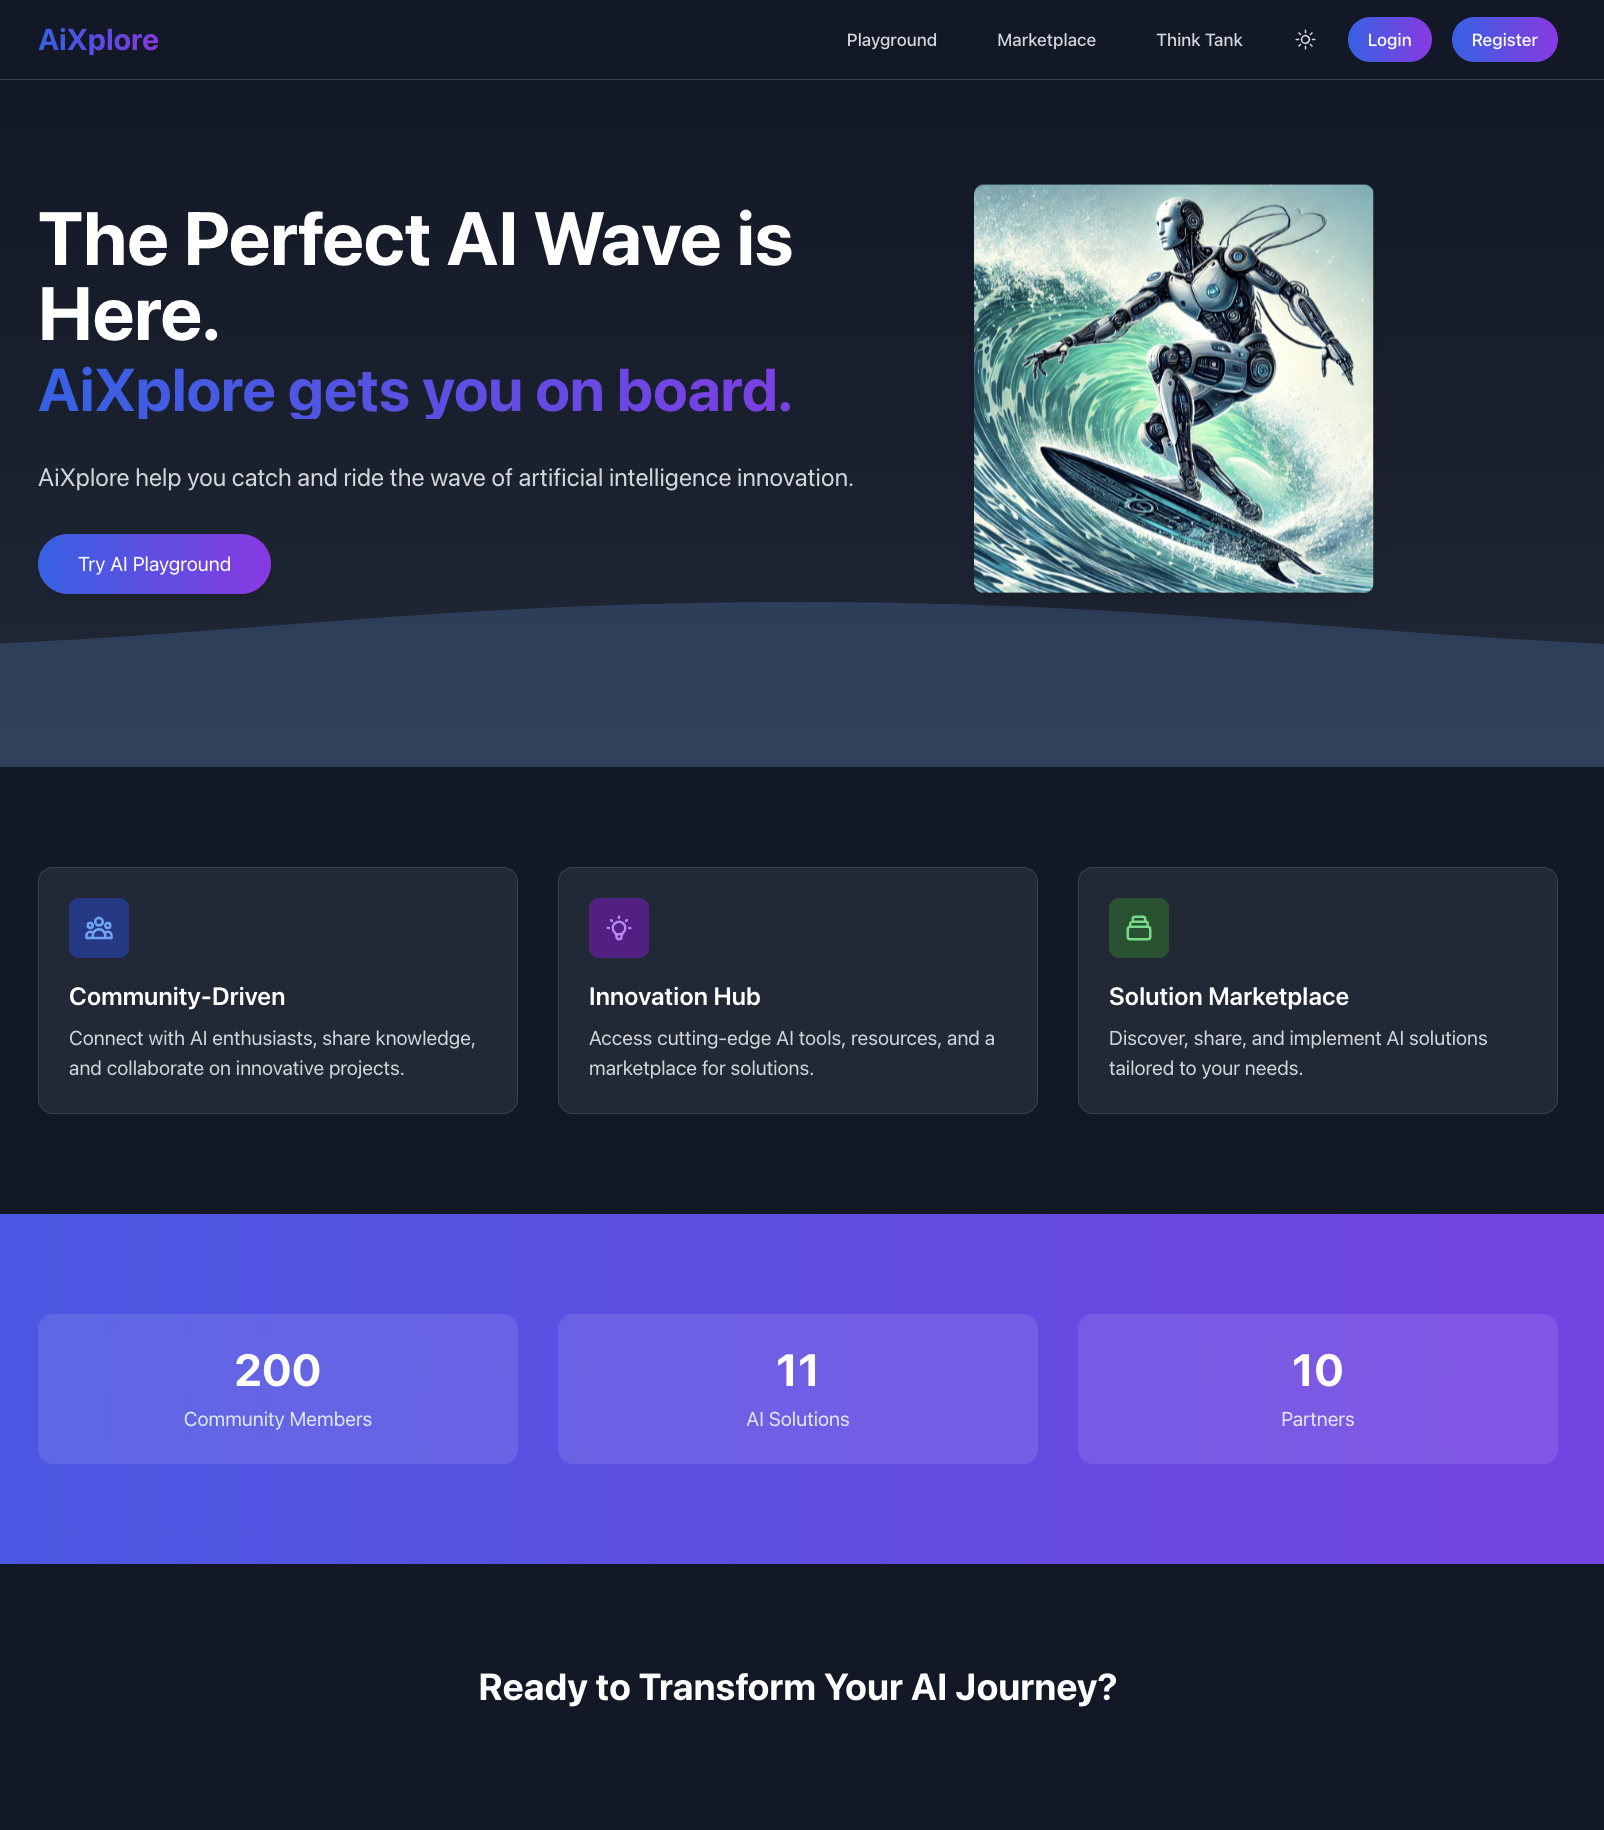 AiXplore
Playground
Marketplace
Think Tank
Login
Register
The Perfect AI Wave is
Here.
AiXplore gets you on board.
AiXplore help you catch and ride the wave of artificial intelligence innovation.
Try AI Playground
Community-Driven
Connect with AI enthusiasts, share knowledge,
and collaborate on innovative projects.
Innovation Hub
Access cutting-edge AI tools, resources, and a
marketplace for solutions.
Solution Marketplace
Discover, share, and implement AI solutions
tailored to your needs.
200
Community Members
11
AI Solutions
10
Partners
Ready to Transform Your AI Journey?